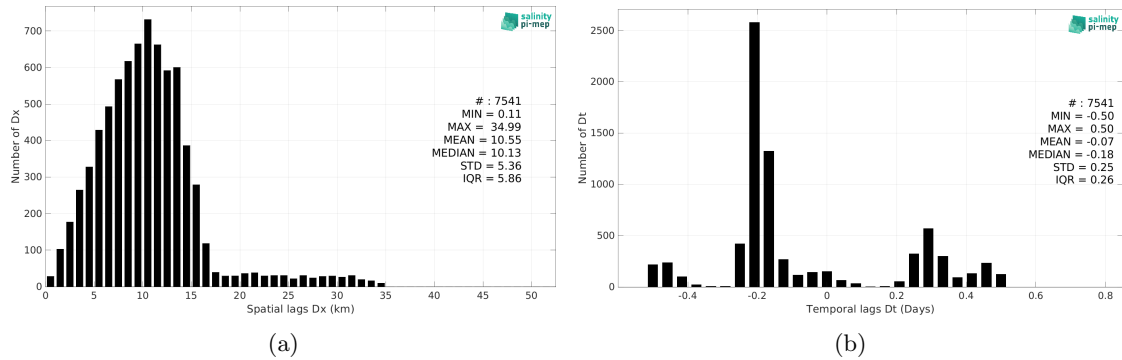 salinity
pi-mep
700
600
500
400
300
200
100
0
Number of Dx
# : 7541
MIN = 0.11
MAX = 34.99
MEAN = 10.55
MEDIAN = 10.13
STD = 5.36
IQR = 5.86
0 5 10 15 20 25 30 35 40 45 50
Spatial lags Dx (km)
(a)
salinity
pi-mep
2500
2000
1500
1000
500
0
Number of Dt
# : 7541
MIN = -0.50
MAX = 0.50
MEAN = -0.07
MEDIAN = -0.18
STD = 0.25
IQR = 0.26
-0.4 -0.2 0 0.2 0.4 0.6 0.8
Temporal lags Dt (Days)
(b)